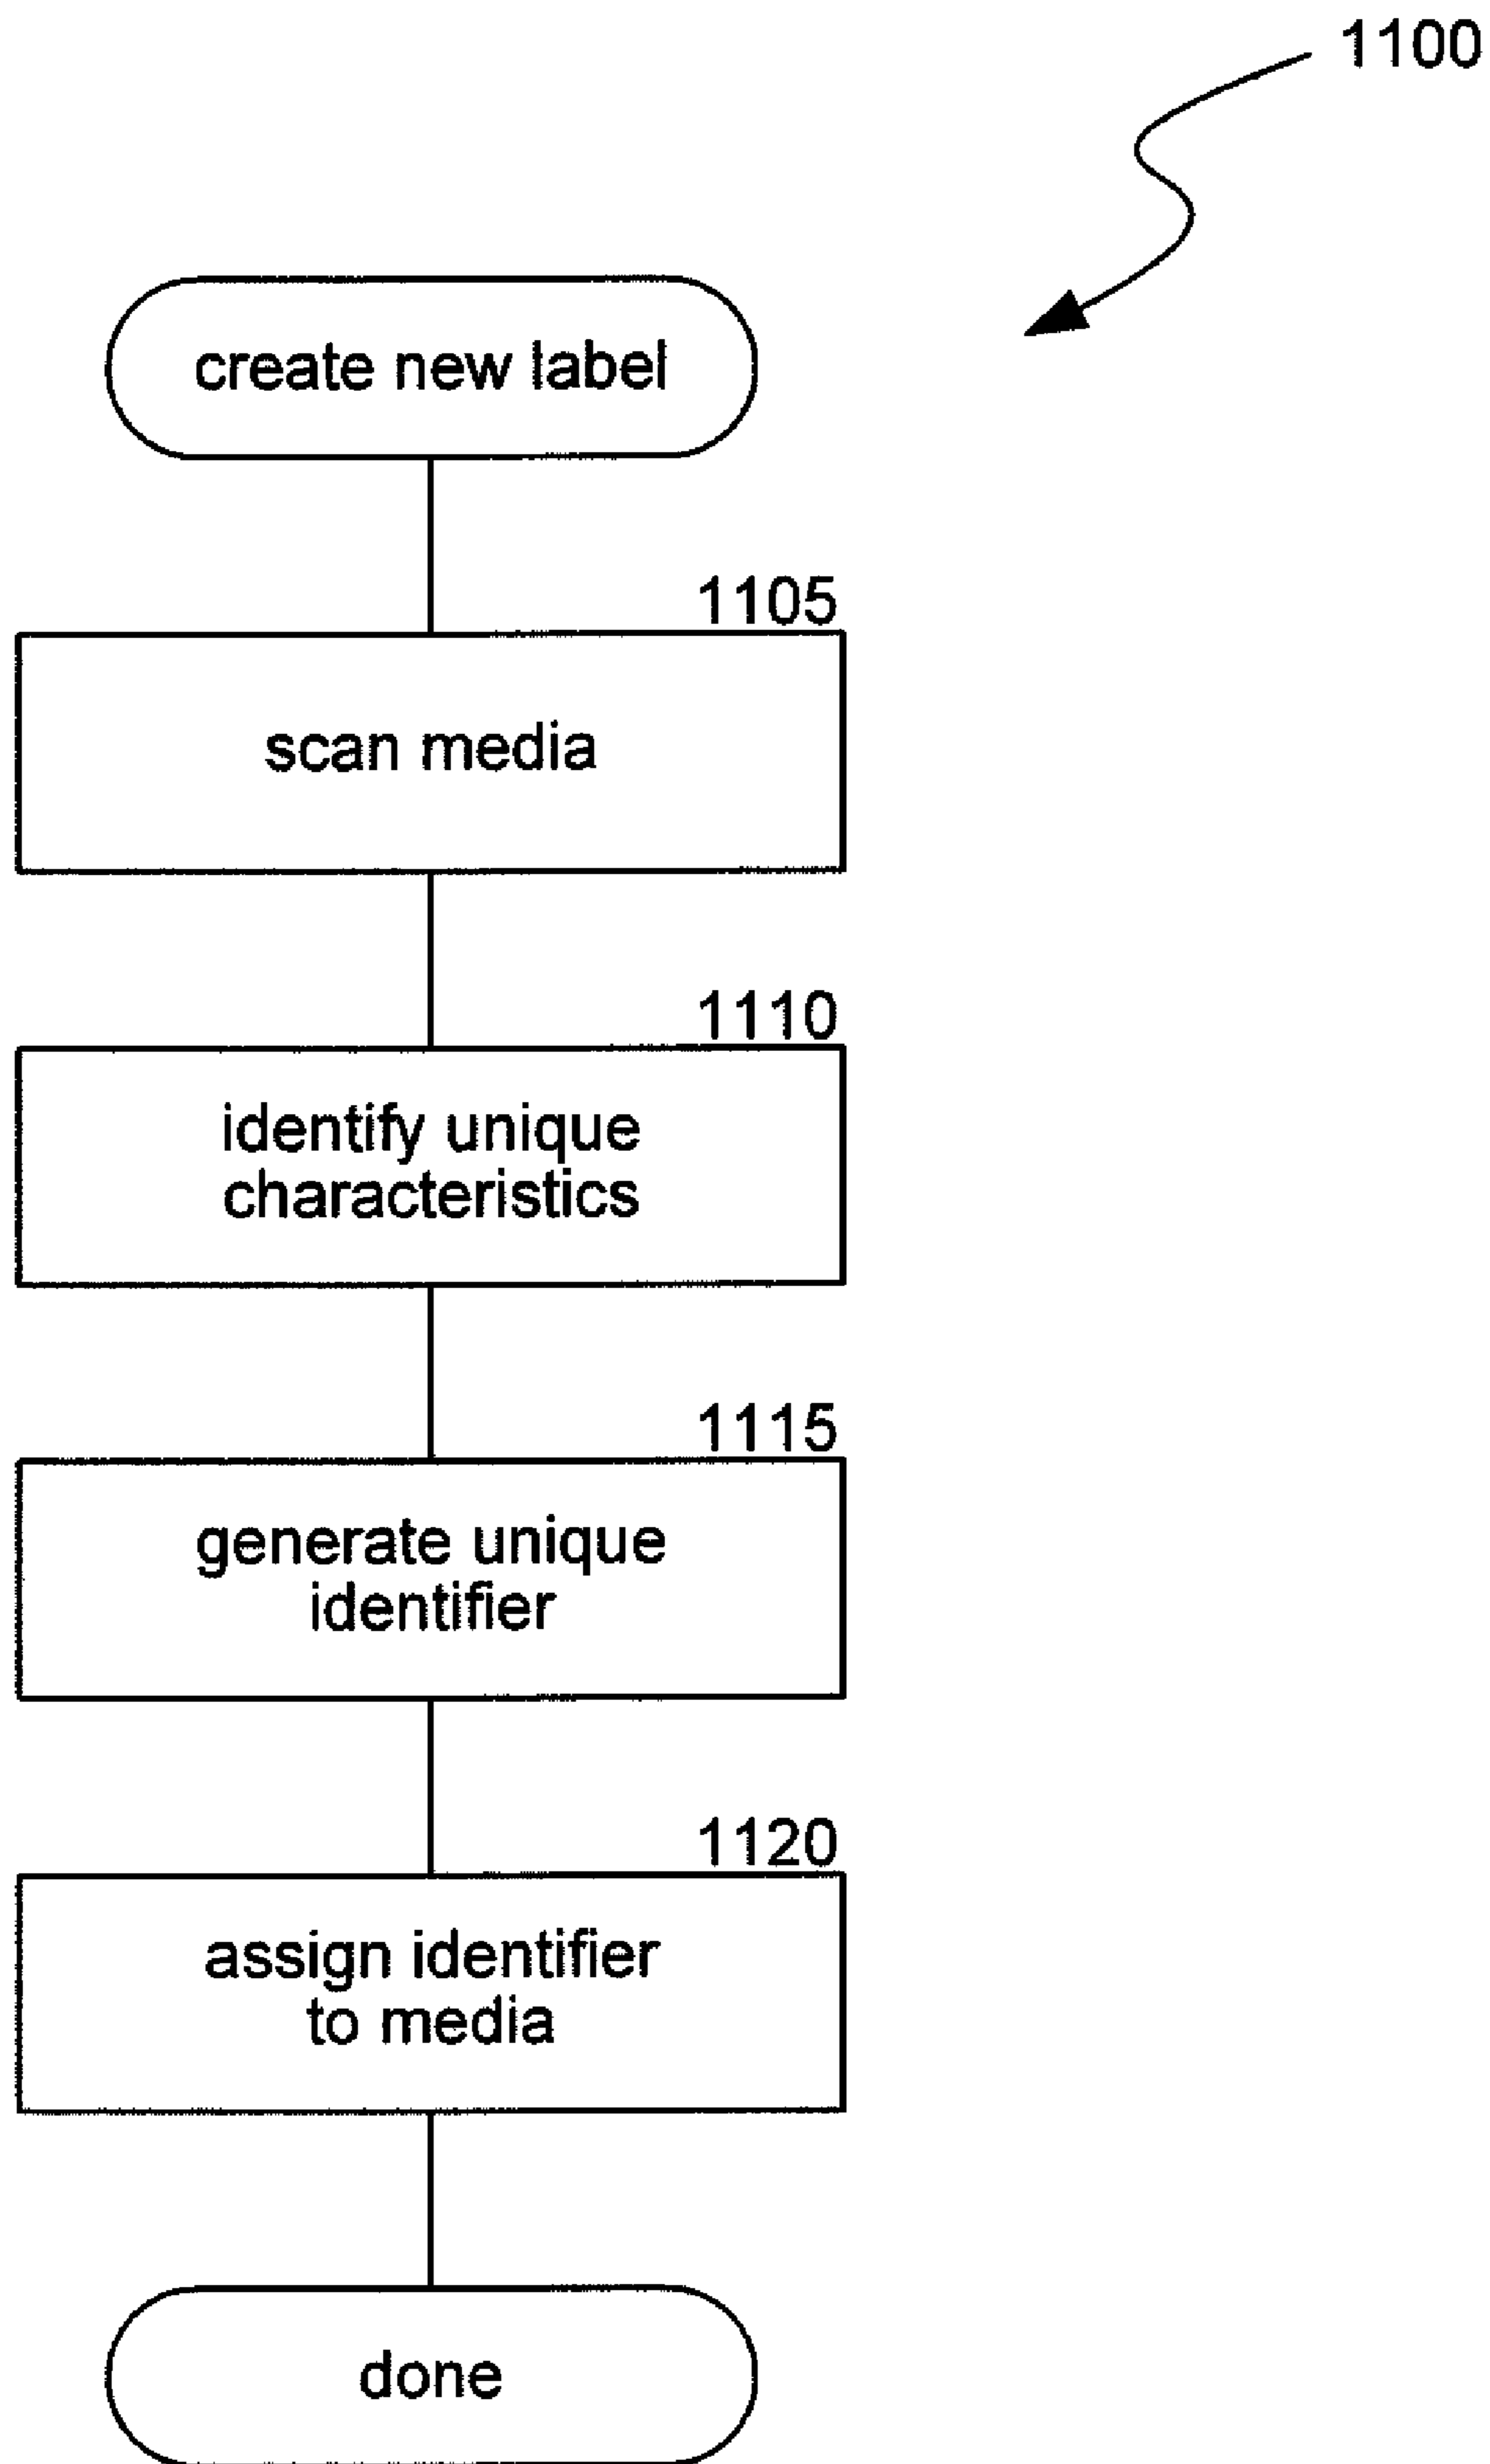 1100
create new label
1105
scan media
1110
identify unique
characteristics
1115
generate unique
identifier
1120
assign identifier
to media
done